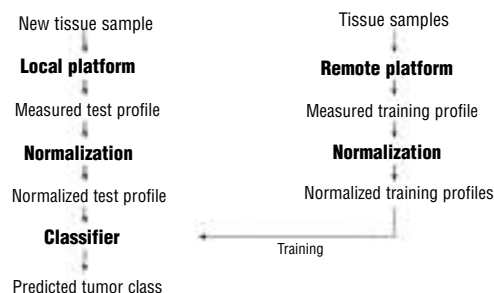 New tissue sample
Local platform
Measured test profile
Normalization
Normalized test profile
Classifier
Predicted tumor class
Tissue samples
Remote platform
Measured training profile
Normalization
Normalized training profiles
Training